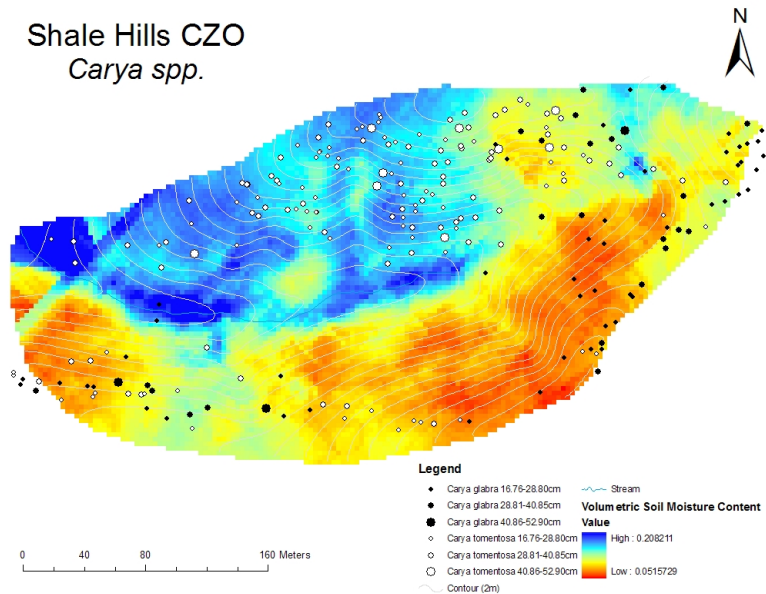 Shale Hills CZO
Carya spp.
N
Legend
Carya glabra 16.76-28.80cm
Carya glabra 28.81-40.85cm
Carya glabra 40.86-52.90cm
Carya tomentosa 16.76-28.80cm
Carya tomentosa 28.81-40.85cm
Carya tomentosa 40.86-52.90cm
Contour (2m)
Stream
Volumetric Soil Moisture Content
Value
High : 0.208211
Low : 0.0515729
0 40 80 160 Meters